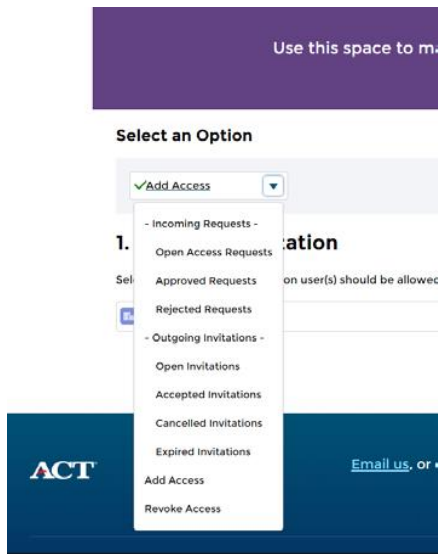 Use this space to ma
Select an Option
Add Access
- Incoming Requests -
Open Access Requests
Approved Requests
Rejected Requests
- Outgoing Invitations -
Open Invitations
Accepted Invitations
Cancelled Invitations
Expired Invitations
Add Access
Revoke Access
1. tation
Sel on user(s) should be allowed
ACT
Email us, or